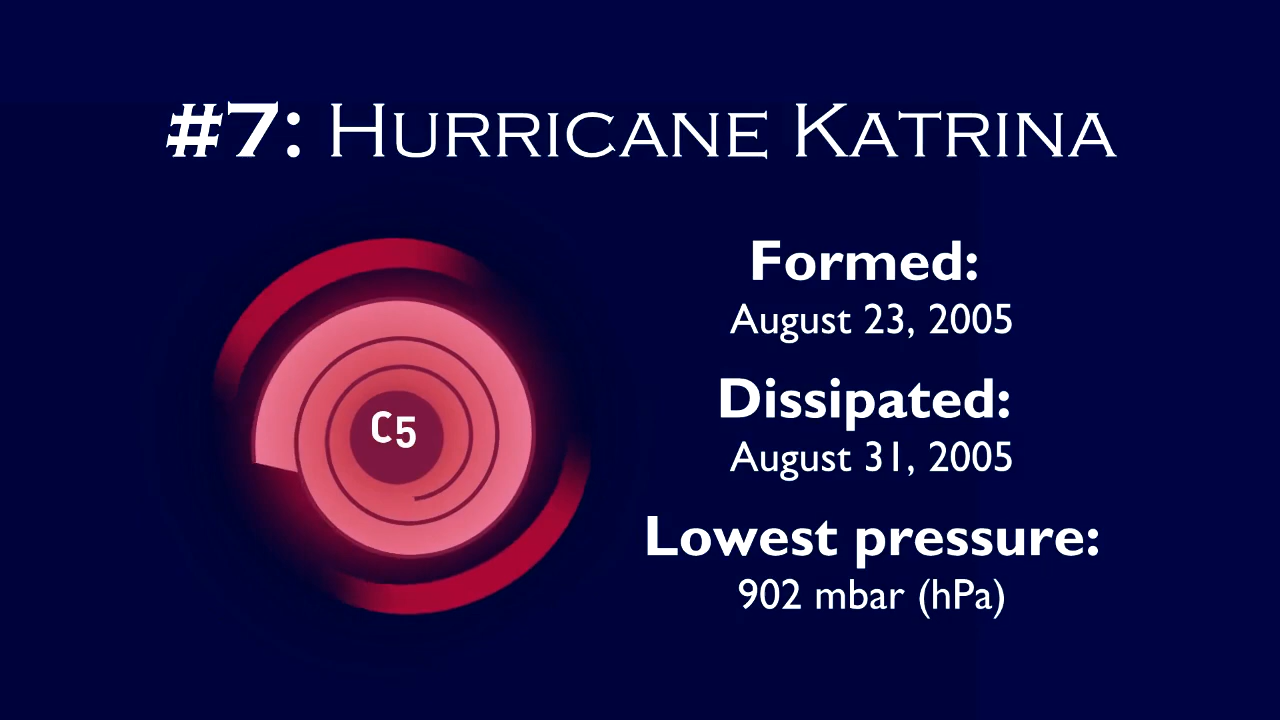 #7: HURRICANE KATRINA
C5
Formed:
August 23, 2005
Dissipated:
August 31, 2005
Lowest pressure:
902 mbar (hPa)